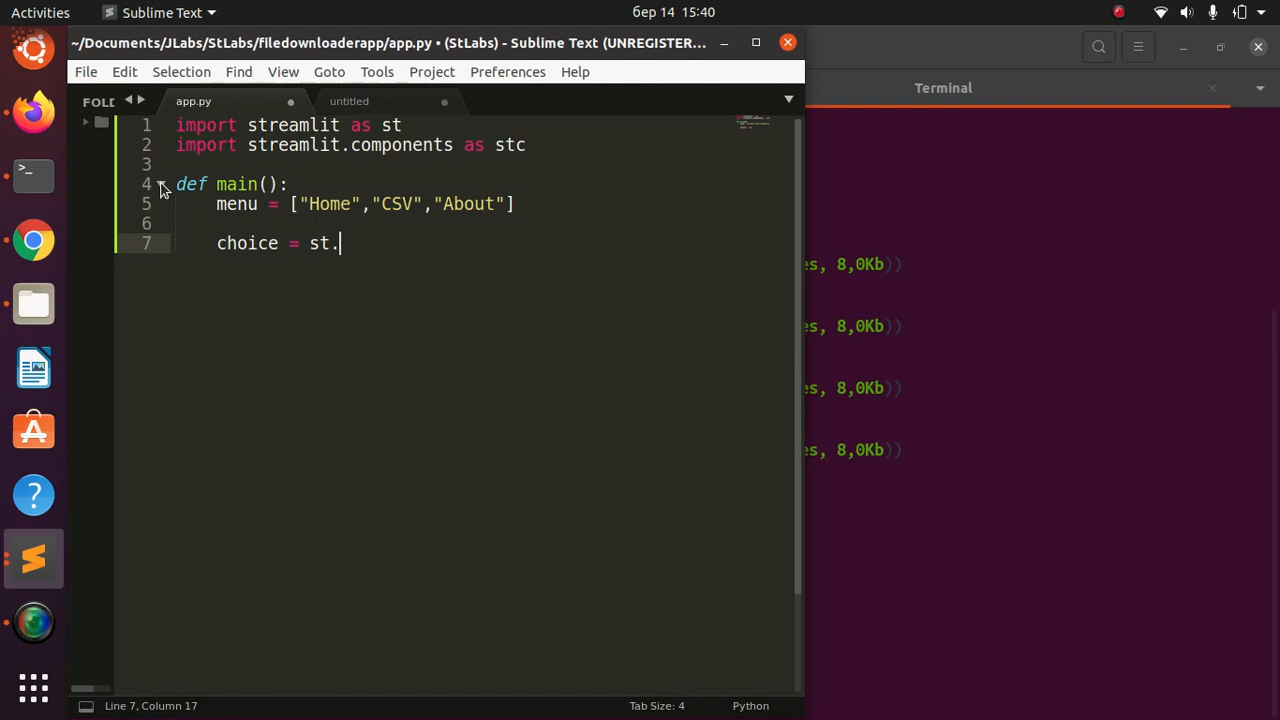 Activities
Sublime Text
бер 14 15:40
~/Documents/JLabs/StLabs/filedownloaderapp/app.py • (StLabs) - Sublime Text (UNREGISTER...
File Edit Selection Find View Goto Tools Project Preferences Help
Terminal
FOLD
app.py
untitled
1 import streamlit as st
2 import streamlit.components as stc
3
4 def main():
5 menu = ["Home","CSV","About"]
6
7 choice = st.
es, 8,0Kb))
es, 8,0Kb))
es, 8,0Kb))
es, 8,0Kb))
Line 7, Column 17
Tab Size: 4
Python